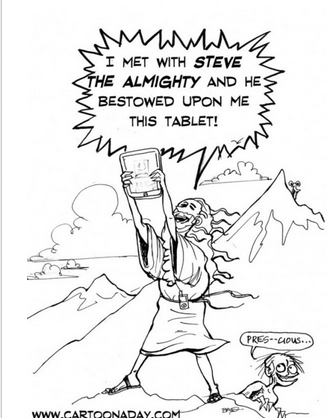 I MET WITH STEVE
THE ALMIGHTY AND HE
BESTOWED UPON ME
THIS TABLET!
PRES--CIOUS...
WWW.CARTOONADAY.COM